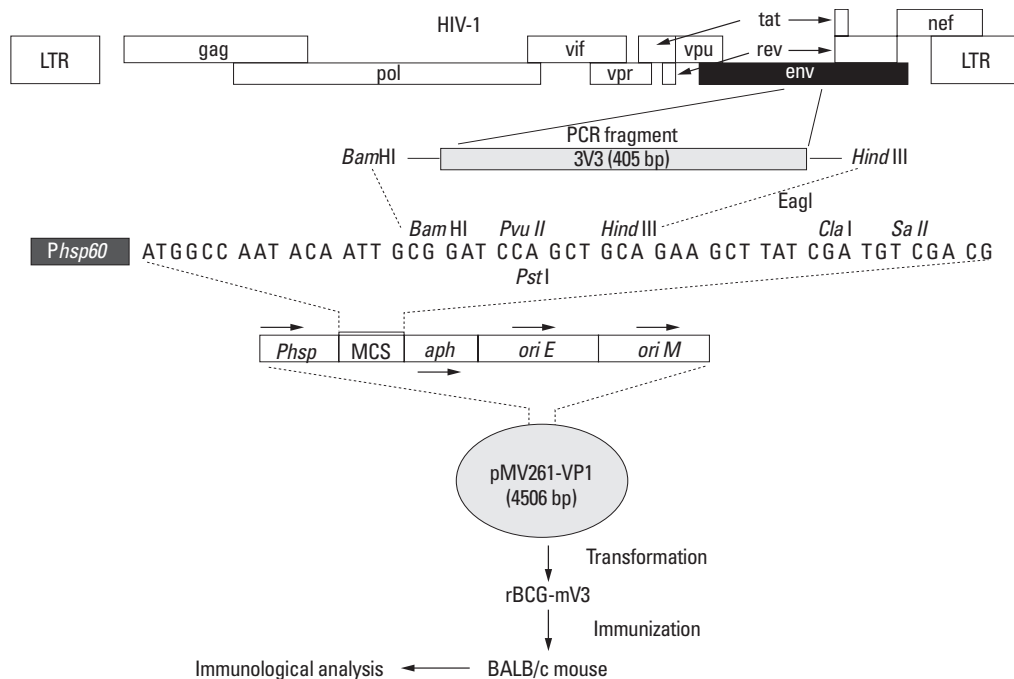 HIV-1
tat
nef
LTR
gag
vif
vpu
rev
LTR
pol
vpr
env
PCR fragment
BamHI
3V3 (405 bp)
Hind III
EagI
Bam HI
Pvu II
Hind III
Cla I
Sa II
Phsp60
ATGGCC AAT ACA ATT GCG GAT CCA GCT GCA GAA GCT TAT CGA TGT CGA CG
Pst I
Phsp
MCS
aph
ori E
ori M
pMV261-VP1
(4506 bp)
Transformation
rBCG-mV3
Immunization
Immunological analysis
BALB/c mouse